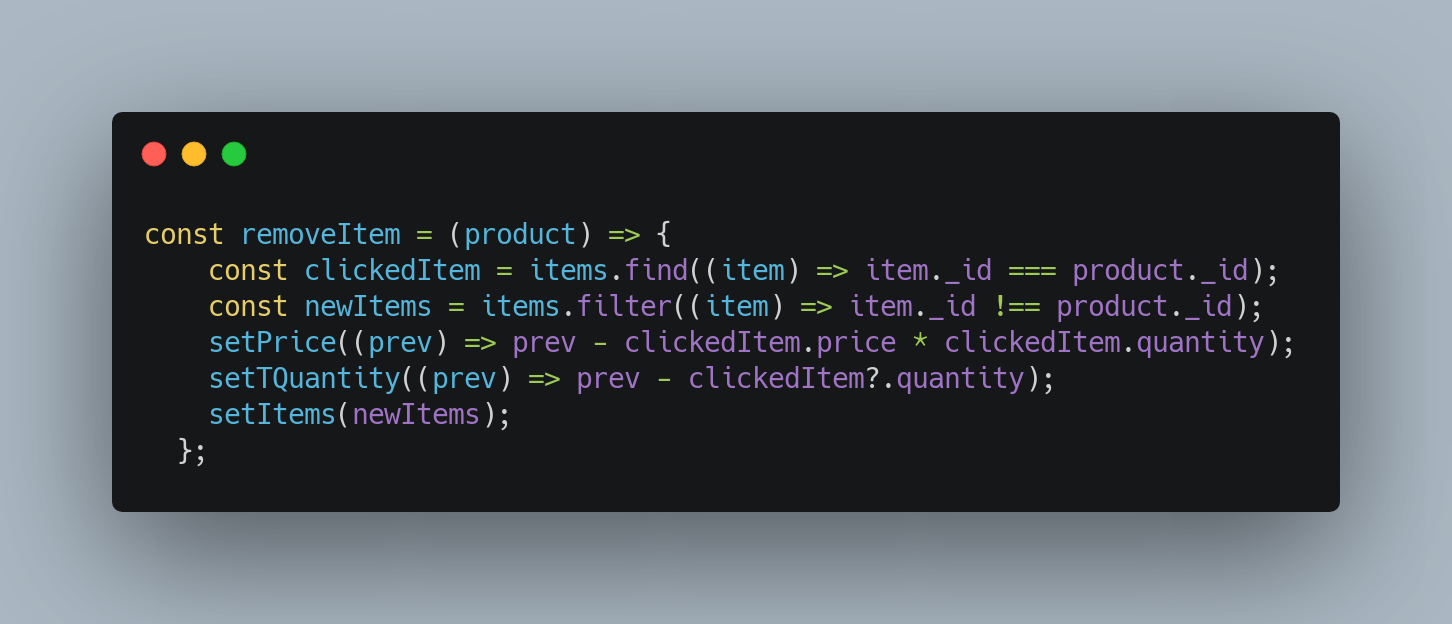 const removeItem = (product) => {
    const clickedItem = items.find((item) => item._id === product._id);
    const newItems = items.filter((item) => item._id !== product._id);
    setPrice((prev) => prev - clickedItem.price * clickedItem.quantity);
    setTQuantity((prev) => prev - clickedItem?.quantity);
    setItems(newItems);
  };